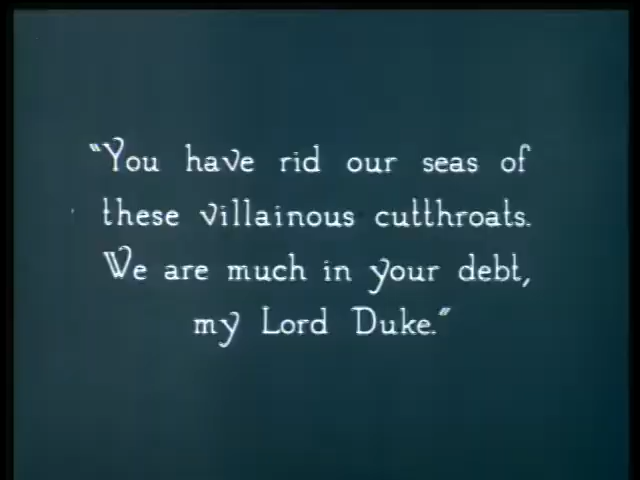 "You have rid our seas of
these villainous cutthroats.
We are much in your debt,
my Lord Duke."